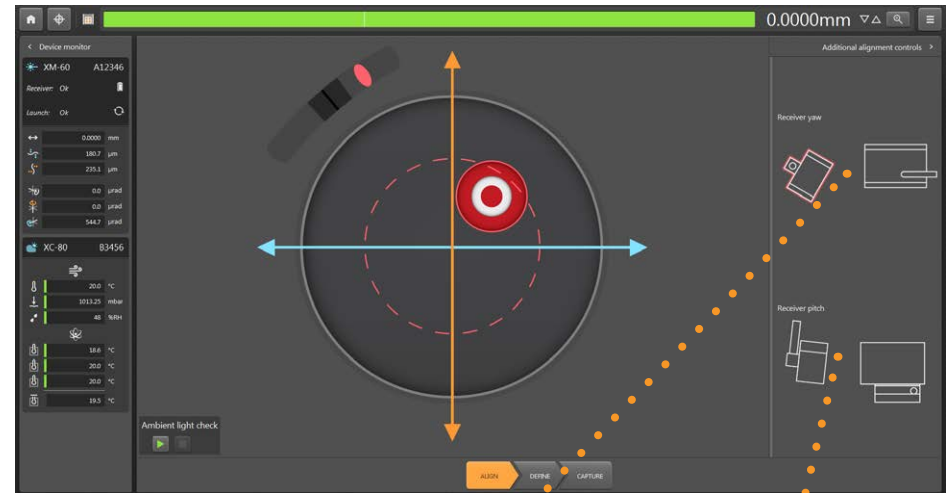 0.0000mm
Device monitor
Additional alignment controls
XM-60 A12346
Receiver: Ok
Launch: Ok
0.0000 mm
180.7 μm
235.1 μm
0.0 μrad
0.0 μrad
544.7 μrad
XC-80 B3456
20.0 °C
1013.25 mbar
48 %RH
18.6 °C
20.0 °C
20.0 °C
19.5 °C
Receiver yaw
Receiver pitch
Ambient light check
ALIGN DEFINE CAPTURE